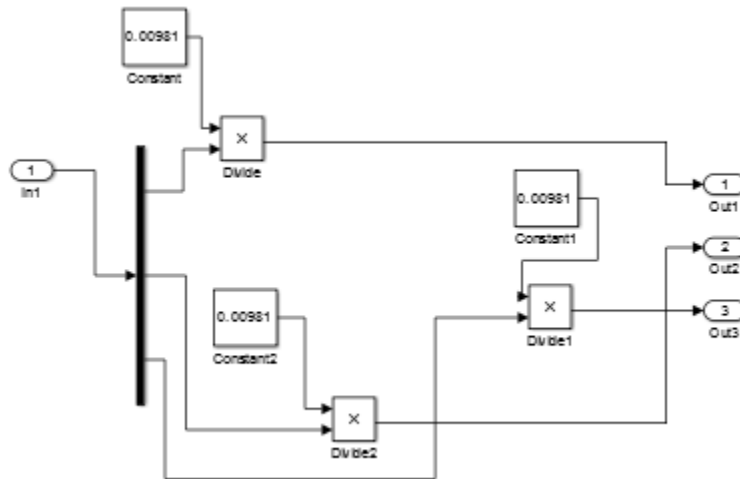 0.00981
Constant
×
Divide
1
In1
0.00981
Constant1
1
Out1
2
Out2
0.00981
Constant2
×
Divide1
3
Out3
×
Divide2